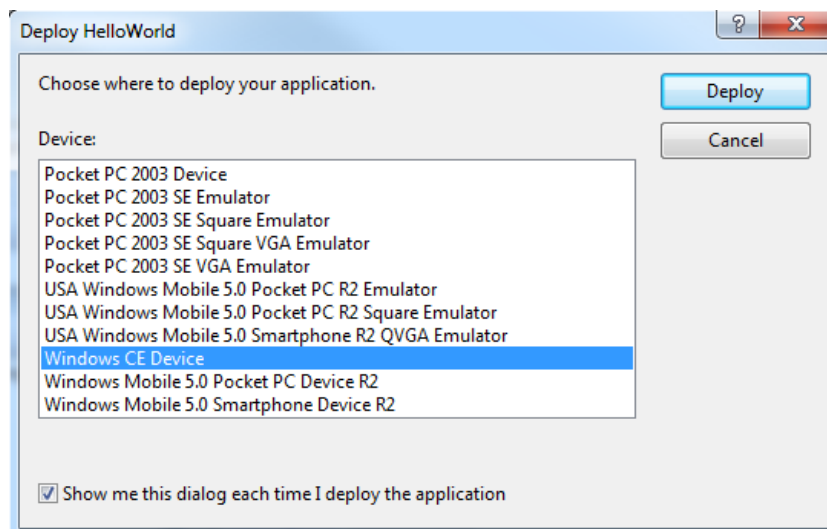 Deploy HelloWorld
?
Choose where to deploy your application.
Deploy
Device:
Cancel
Pocket PC 2003 Device
Pocket PC 2003 SE Emulator
Pocket PC 2003 SE Square Emulator
Pocket PC 2003 SE Square VGA Emulator
Pocket PC 2003 SE VGA Emulator
USA Windows Mobile 5.0 Pocket PC R2 Emulator
USA Windows Mobile 5.0 Pocket PC R2 Square Emulator
USA Windows Mobile 5.0 Smartphone R2 QVGA Emulator
Windows CE Device
Windows Mobile 5.0 Pocket PC Device R2
Windows Mobile 5.0 Smartphone Device R2
Show me this dialog each time I deploy the application